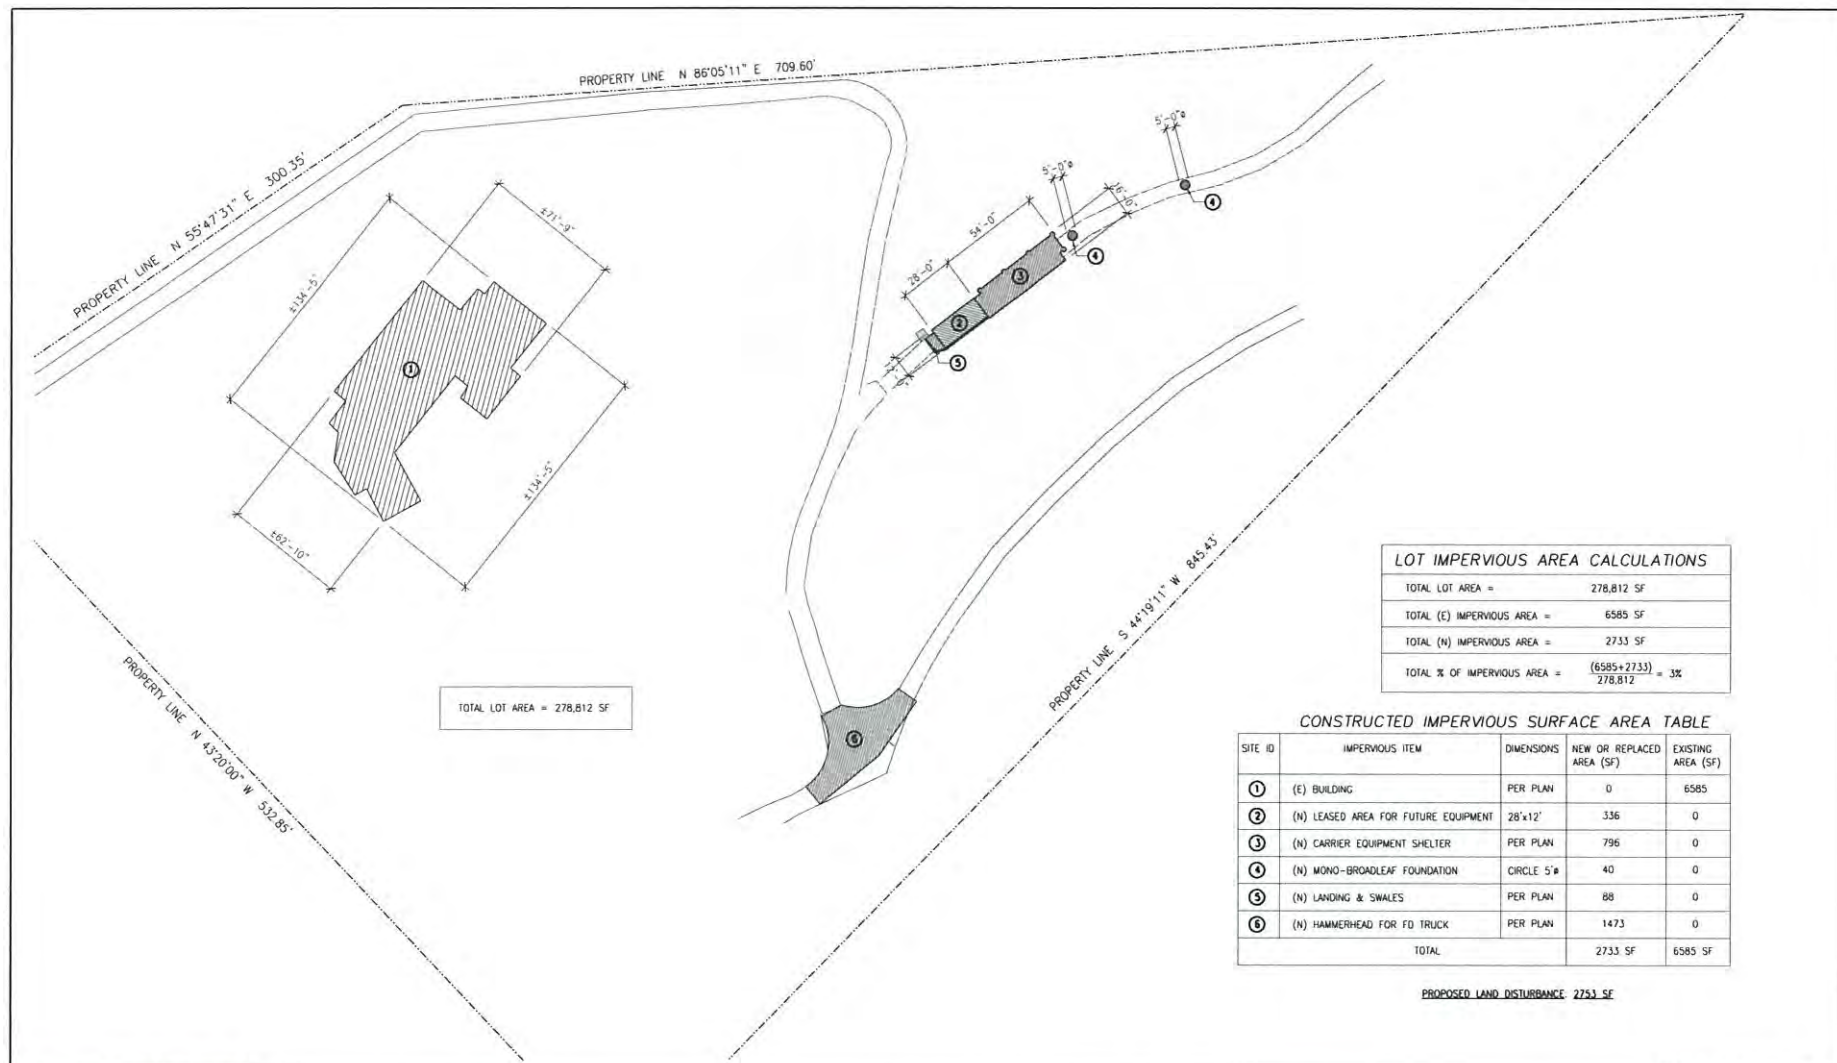 PROPERTY LINE N 86°05'11" E 709.60'
PROPERTY LINE N 55°47'31" E 300.35'
±71'-9"
±134'-5"
5'-0"ø
5'-0"ø
16'-0"
54'-0"
28'-0"
1
2
3
4
4
5
±134'-5"
±62'-10"
PROPERTY LINE S 44°19'11" W 845.43'
PROPERTY LINE N 43°20'00" W 532.85'
6
TOTAL LOT AREA = 278,812 SF
LOT IMPERVIOUS AREA CALCULATIONS
TOTAL LOT AREA = 278,812 SF
TOTAL (E) IMPERVIOUS AREA = 6585 SF
TOTAL (N) IMPERVIOUS AREA = 2733 SF
TOTAL % OF IMPERVIOUS AREA = (6585+2733) / 278,812 = 3%
CONSTRUCTED IMPERVIOUS SURFACE AREA TABLE
SITE ID IMPERVIOUS ITEM DIMENSIONS NEW OR REPLACED AREA (SF) EXISTING AREA (SF)
1 (E) BUILDING PER PLAN 0 6585
2 (N) LEASED AREA FOR FUTURE EQUIPMENT 28'x12' 336 0
3 (N) CARRIER EQUIPMENT SHELTER PER PLAN 796 0
4 (N) MONO-BROADLEAF FOUNDATION CIRCLE 5'ø 40 0
5 (N) LANDING & SWALES PER PLAN 88 0
6 (N) HAMMERHEAD FOR FD TRUCK PER PLAN 1473 0
TOTAL 2733 SF 6585 SF
PROPOSED LAND DISTURBANCE: 2753 SF